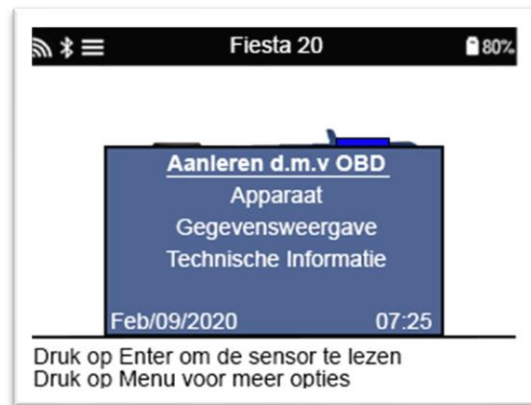 Fiesta 20 80%
Aanleren d.m.v OBD
Apparaat
Gegevensweergave
Technische Informatie
Feb/09/2020 07:25
Druk op Enter om de sensor te lezen
Druk op Menu voor meer opties